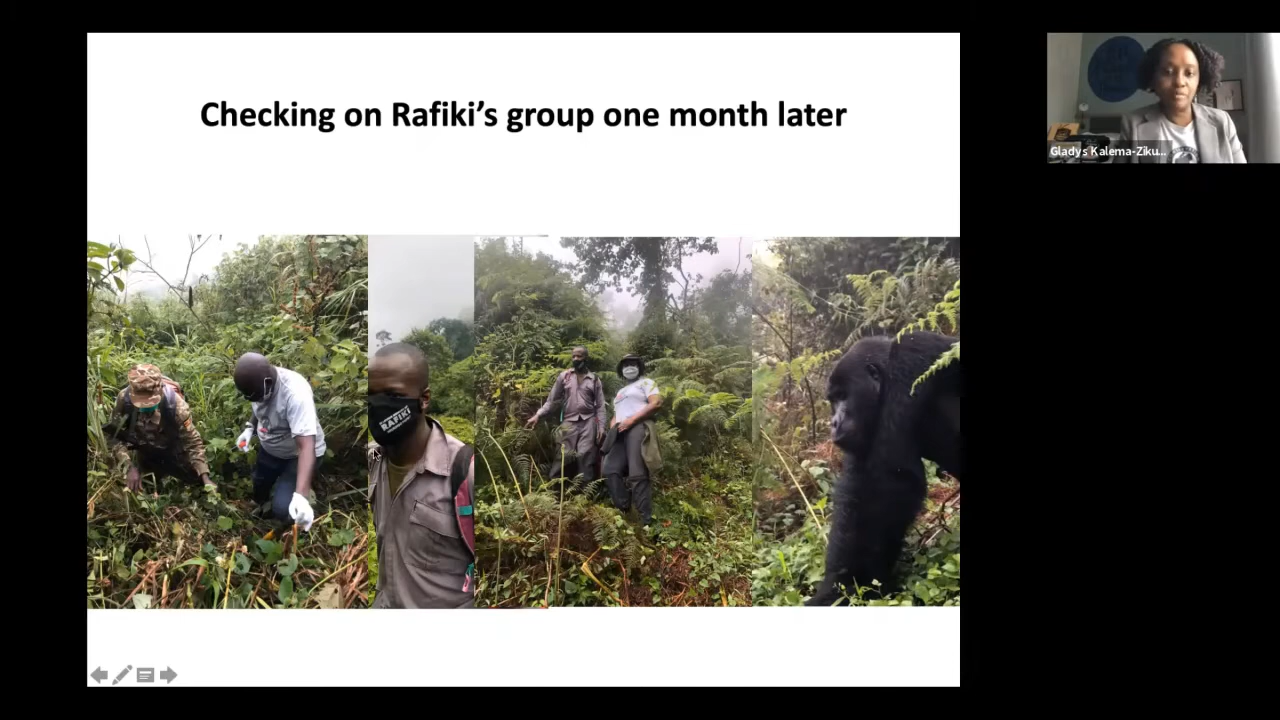 Checking on Rafiki's group one month later
Gladys Kalema-Ziku...
RAFIKI